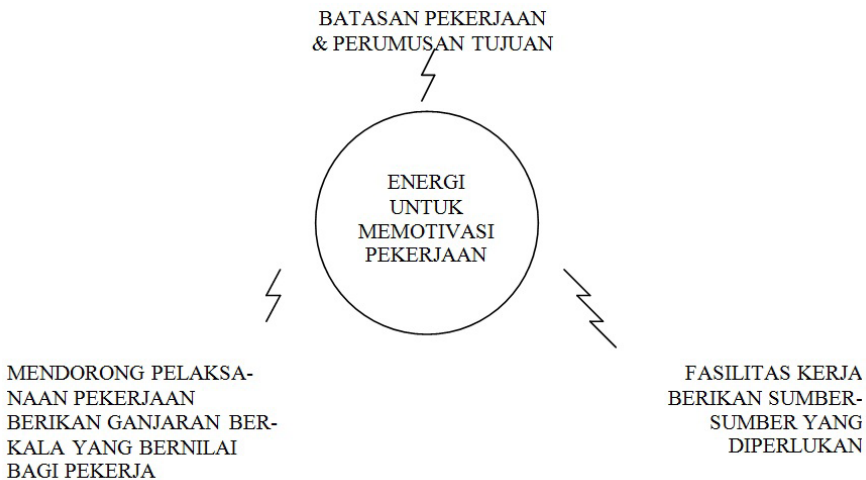 BATASAN PEKERJAAN
& PERUMUSAN TUJUAN
ENERGI
UNTUK
MEMOTIVASI
PEKERJAAN
MENDORONG PELAKSA-
NAAN PEKERJAAN
BERIKAN GANJARAN BER-
KALA YANG BERNILAI
BAGI PEKERJA
FASILITAS KERJA
BERIKAN SUMBER-
SUMBER YANG
DIPERLUKAN